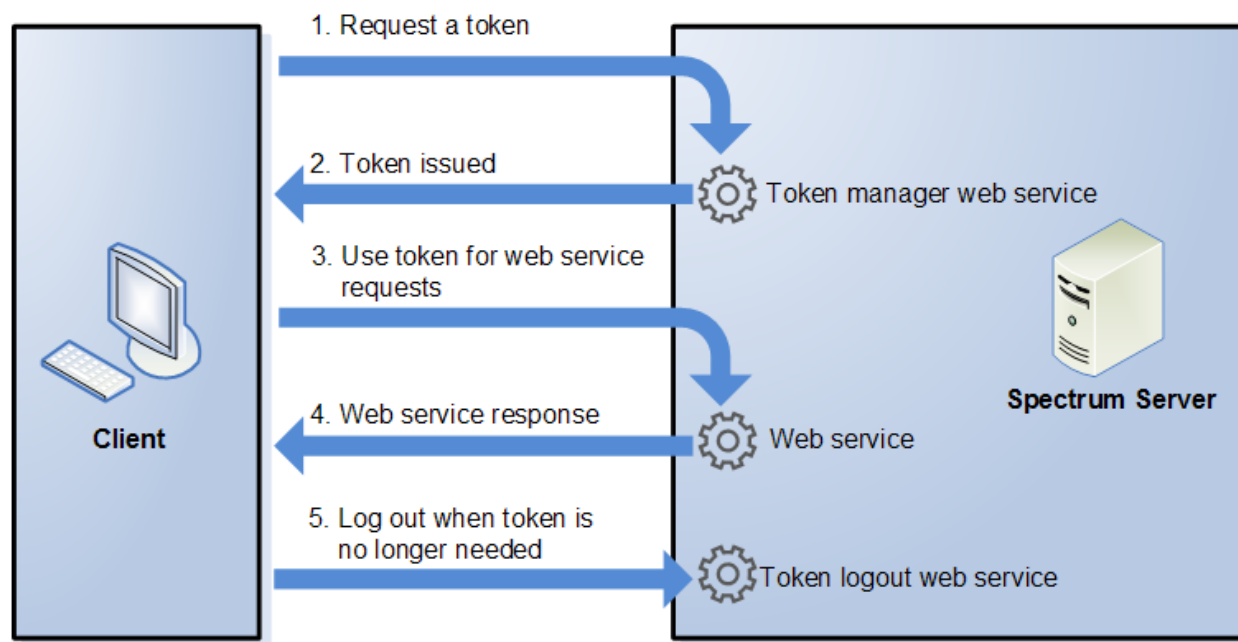 1. Request a token
2. Token issued
Token manager web service
3. Use token for web service
requests
Spectrum Server
4. Web service response
Client
Web service
5. Log out when token is
no longer needed
Token logout web service